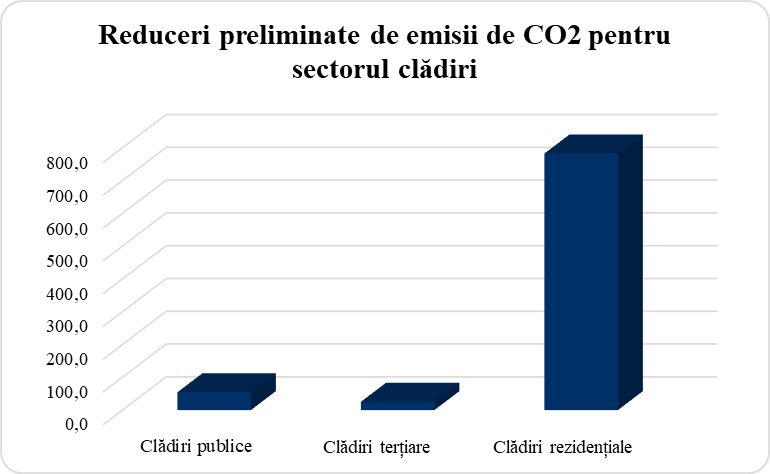 Reduceri preliminate de emisii de CO2 pentru
sectorul clădiri
800,0
700,0
600,0
500,0
400,0
300,0
200,0
100,0
0,0
Clădiri publice
Clădiri terțiare
Clădiri rezidențiale